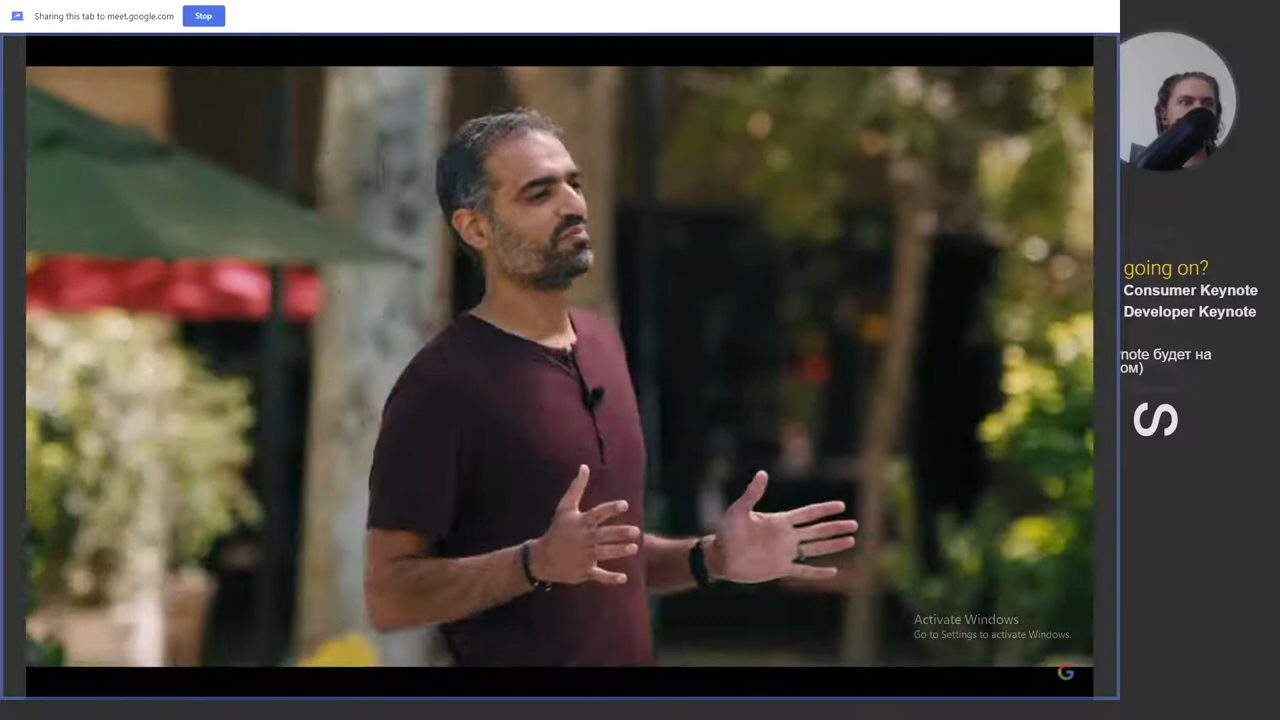 Sharing this tab to meet.google.com
Stop
going on?
Consumer Keynote
Developer Keynote
note будет на
ом)
S
Activate Windows
Go to Settings to activate Windows.
G